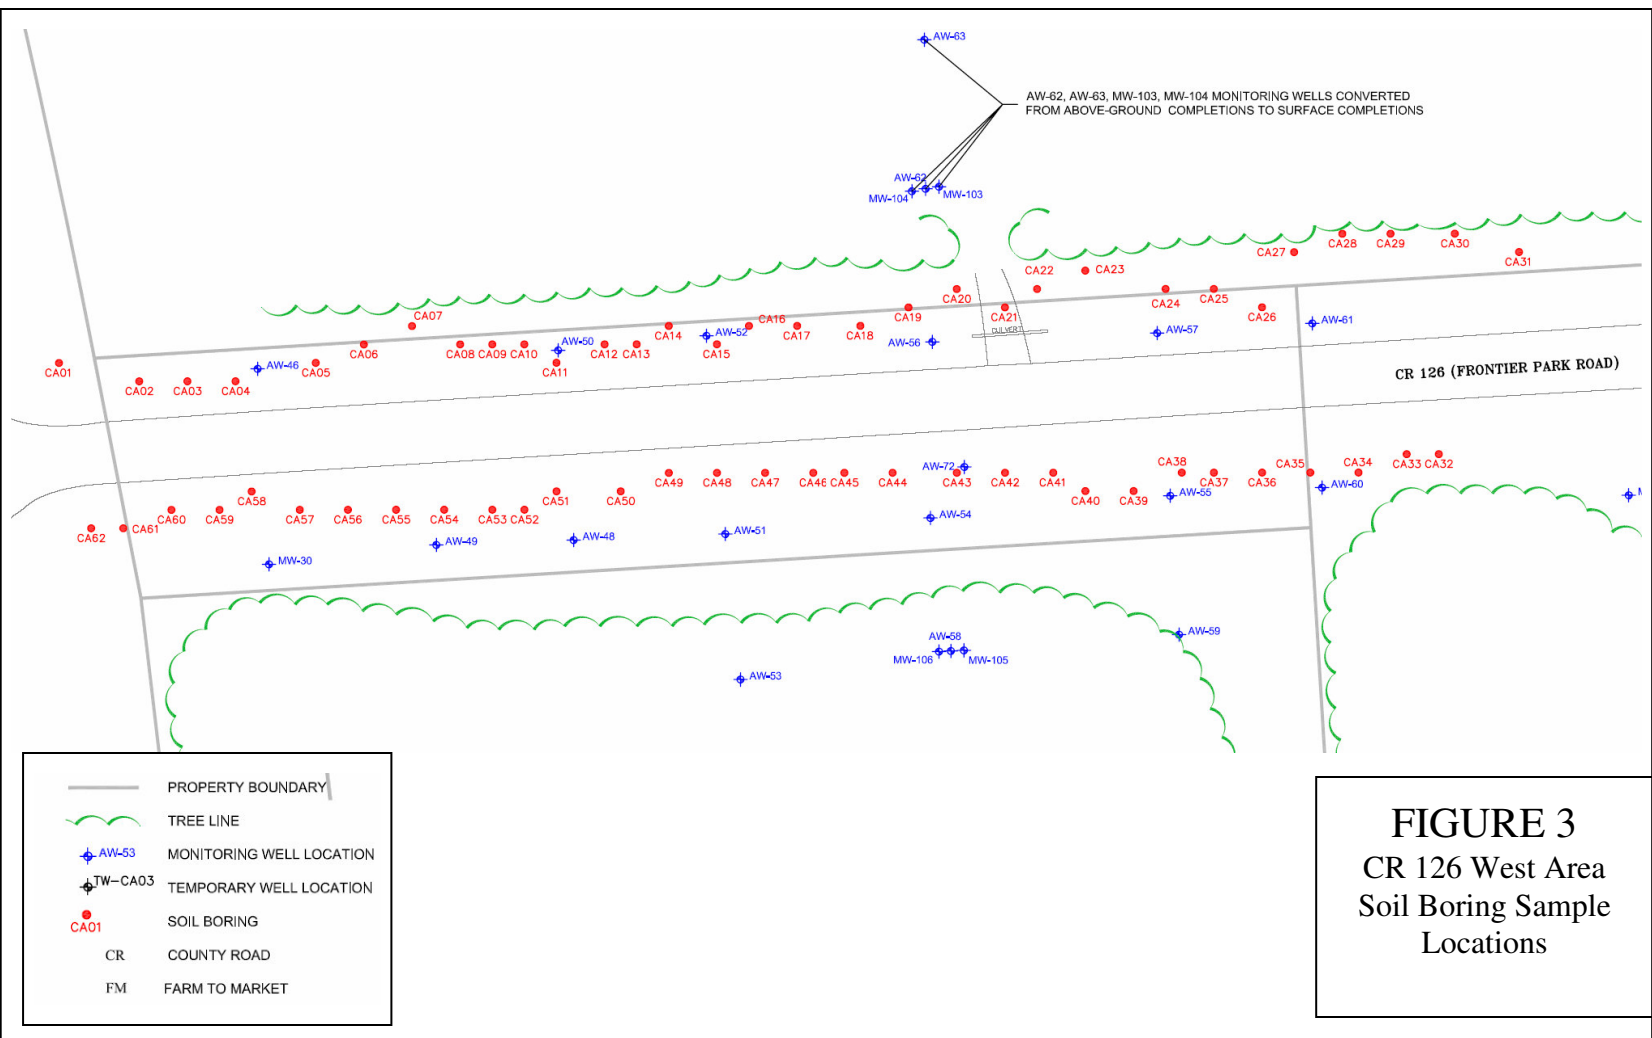 AW-63
AW-62, AW-63, MW-103, MW-104 MONITORING WELLS CONVERTED
FROM ABOVE-GROUND COMPLETIONS TO SURFACE COMPLETIONS
AW-62
MW-104
MW-103
CA27
CA28
CA29
CA30
CA31
CA22
CA23
CA20
CA24
CA25
CA07
CA16
CA19
CA21
CA26
AW-61
CULVERT
CA14
AW-52
CA17
CA18
AW-56
AW-57
CA06
CA08
CA09
CA10
AW-50
CA12
CA13
CA15
CA01
AW-46
CA05
CA11
CR 126 (FRONTIER PARK ROAD)
CA02
CA03
CA04
CA49
CA48
CA47
CA46
CA45
CA44
AW-72
CA43
CA42
CA41
CA38
CA37
CA36
CA35
CA34
CA33
CA32
CA58
CA51
CA50
CA40
CA39
AW-55
AW-60
M
CA62
CA61
CA60
CA59
CA57
CA56
CA55
CA54
CA53
CA52
AW-54
AW-51
AW-48
AW-49
MW-30
AW-58
MW-106
MW-105
AW-59
AW-53
PROPERTY BOUNDARY
TREE LINE
AW-53 MONITORING WELL LOCATION
TW-CA03 TEMPORARY WELL LOCATION
CA01 SOIL BORING
CR COUNTY ROAD
FM FARM TO MARKET
FIGURE 3
CR 126 West Area
Soil Boring Sample
Locations